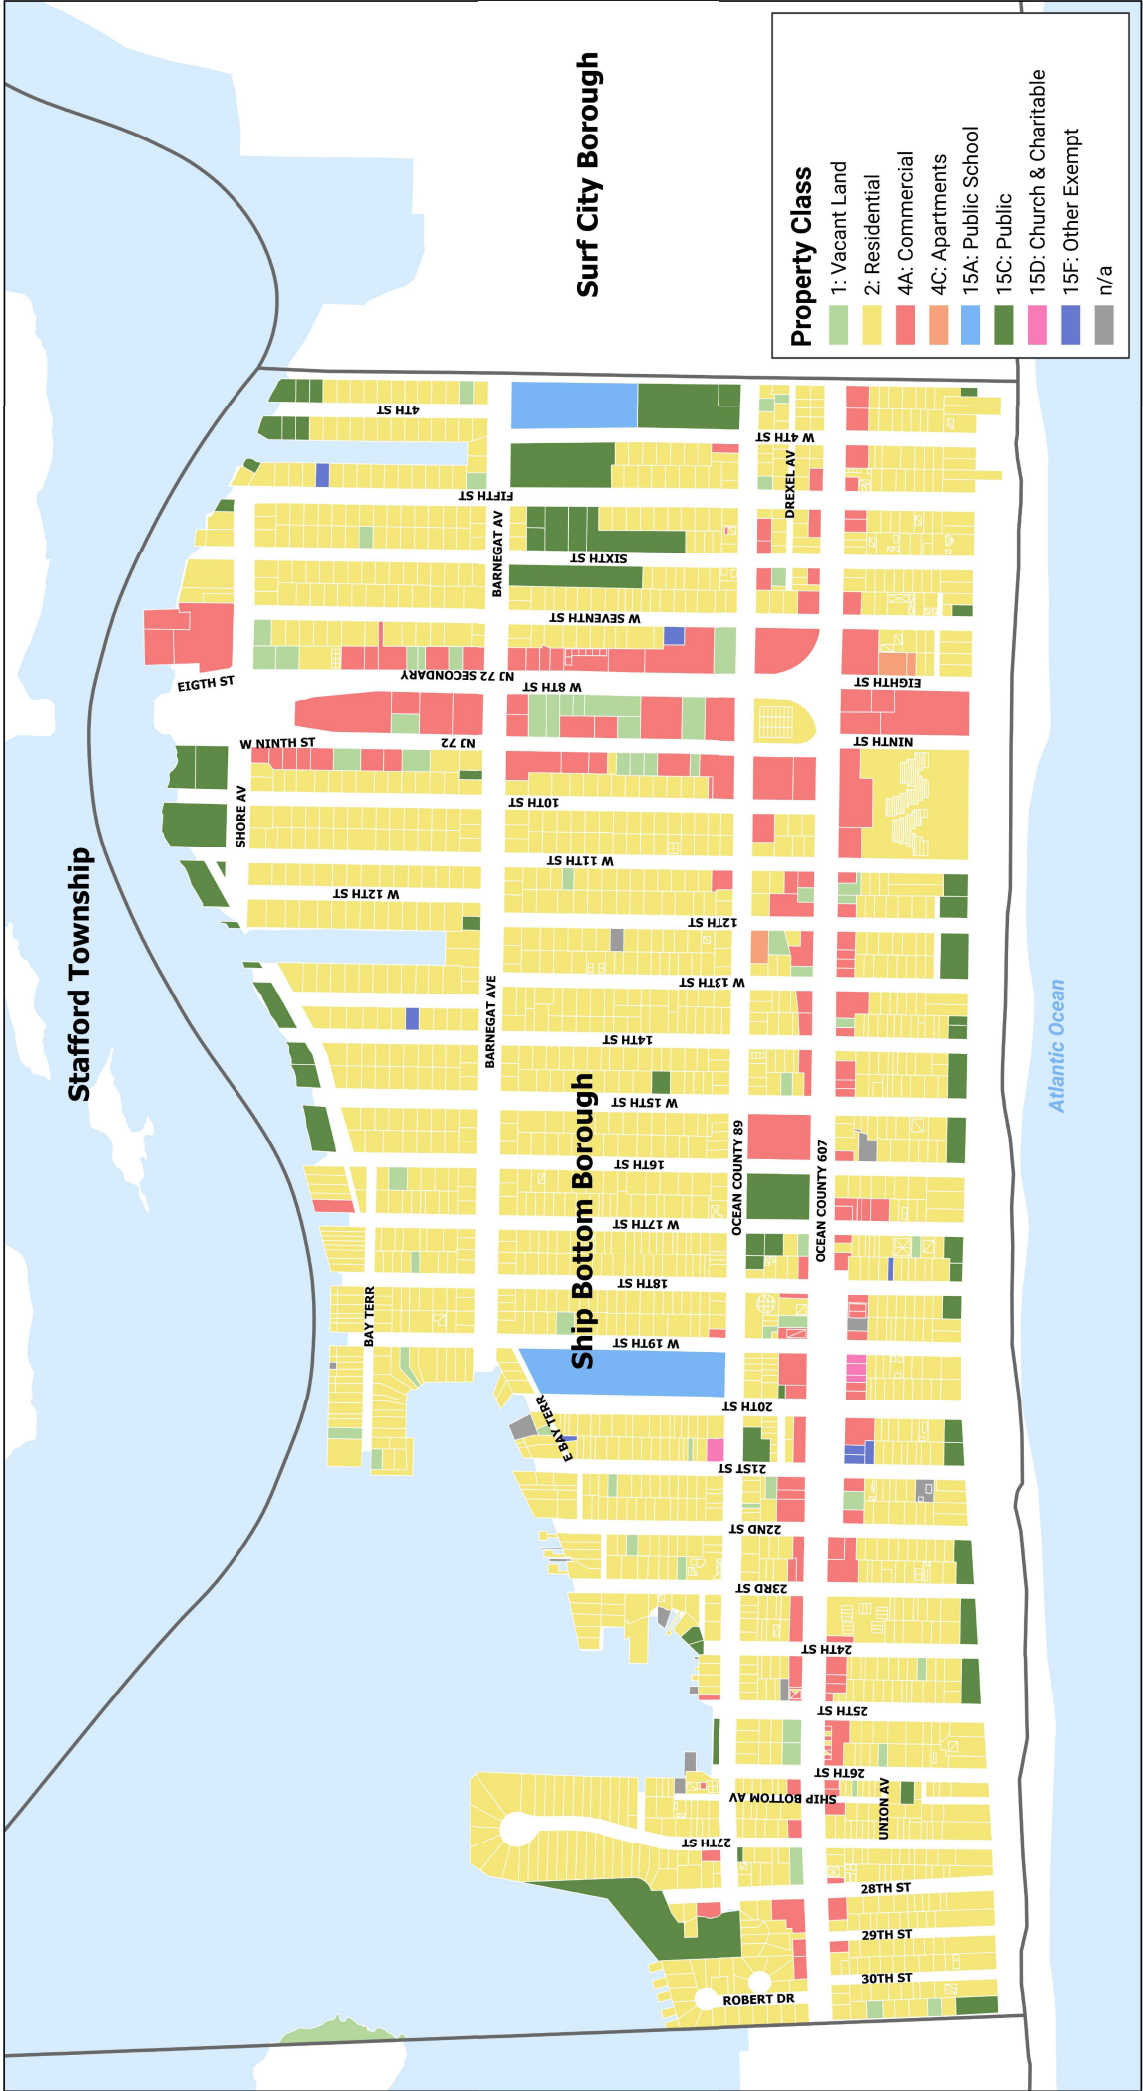 Surf City Borough
Stafford Township
Ship Bottom Borough
Atlantic Ocean
Property Class
1: Vacant Land
2: Residential
4A: Commercial
4C: Apartments
15A: Public School
15C: Public
15D: Church & Charitable
15F: Other Exempt
n/a
4TH ST
W 4TH ST
DREXEL AV
FIFTH ST
BARNEGAT AV
SIXTH ST
W SEVENTH ST
NJ 72 SECONDARY
EIGTH ST
W 8TH ST
EIGHTH ST
W NINTH ST
NJ 72
NINTH ST
SHORE AV
10TH ST
W 11TH ST
W 12TH ST
12TH ST
W 13TH ST
BARNEGAT AVE
14TH ST
W 15TH ST
OCEAN COUNTY 89
OCEAN COUNTY 607
16TH ST
W 17TH ST
18TH ST
BAY TERR
W 19TH ST
20TH ST
E BAY TERR
21ST ST
22ND ST
23RD ST
24TH ST
25TH ST
26TH ST
SHIP BOTTOM AV
UNION AV
27TH ST
28TH ST
29TH ST
30TH ST
ROBERT DR